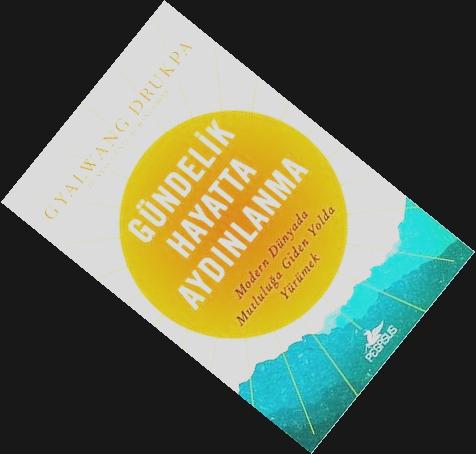 GYALWANG DRUKPA
GÜNDELİK
HAYATTA
AYDINLANMA
Modern Dünyada
Mutluluğa Giden Yolda
Yürümek
PEGASUS